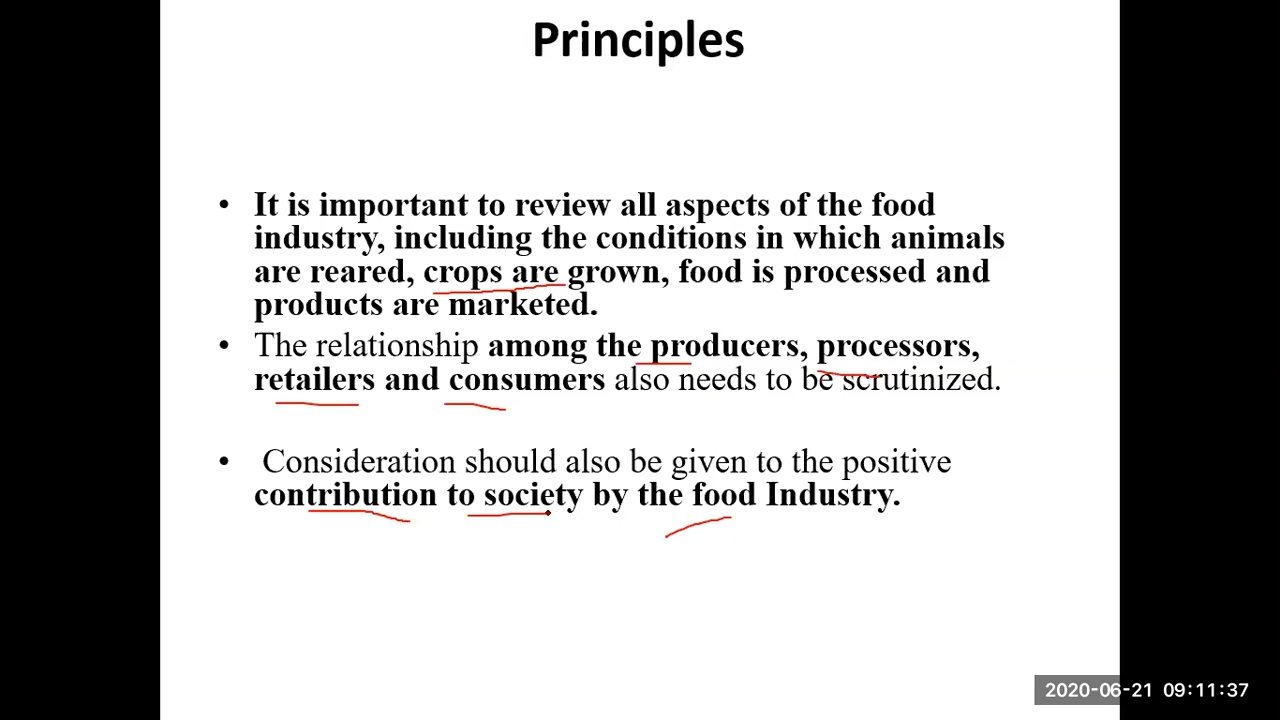 Principles
• It is important to review all aspects of the food
industry, including the conditions in which animals
are reared, crops are grown, food is processed and
products are marketed.
• The relationship among the producers, processors,
retailers and consumers also needs to be scrutinized.
• Consideration should also be given to the positive
contribution to society by the food Industry.
2020-06-21 09:11:37